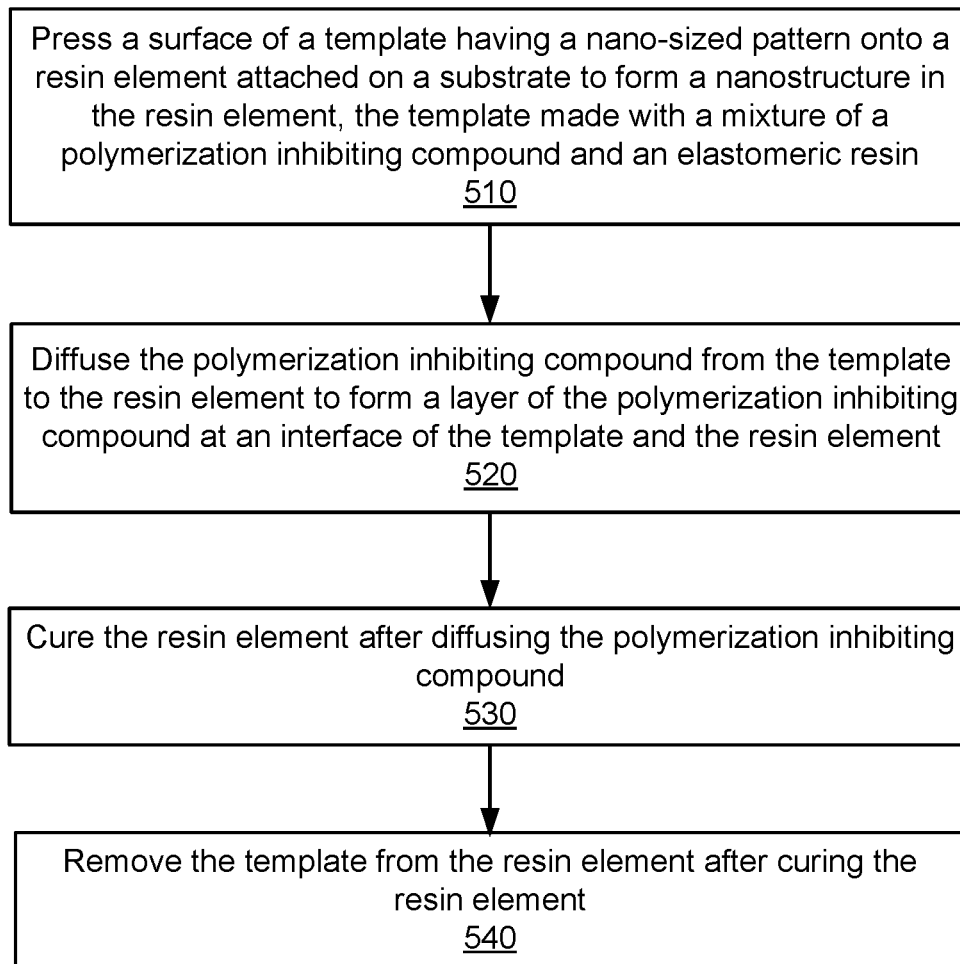 Press a surface of a template having a nano-sized pattern onto a
resin element attached on a substrate to form a nanostructure in
the resin element, the template made with a mixture of a
polymerization inhibiting compound and an elastomeric resin
510
Diffuse the polymerization inhibiting compound from the template
to the resin element to form a layer of the polymerization inhibiting
compound at an interface of the template and the resin element
520
Cure the resin element after diffusing the polymerization inhibiting
compound
530
Remove the template from the resin element after curing the
resin element
540